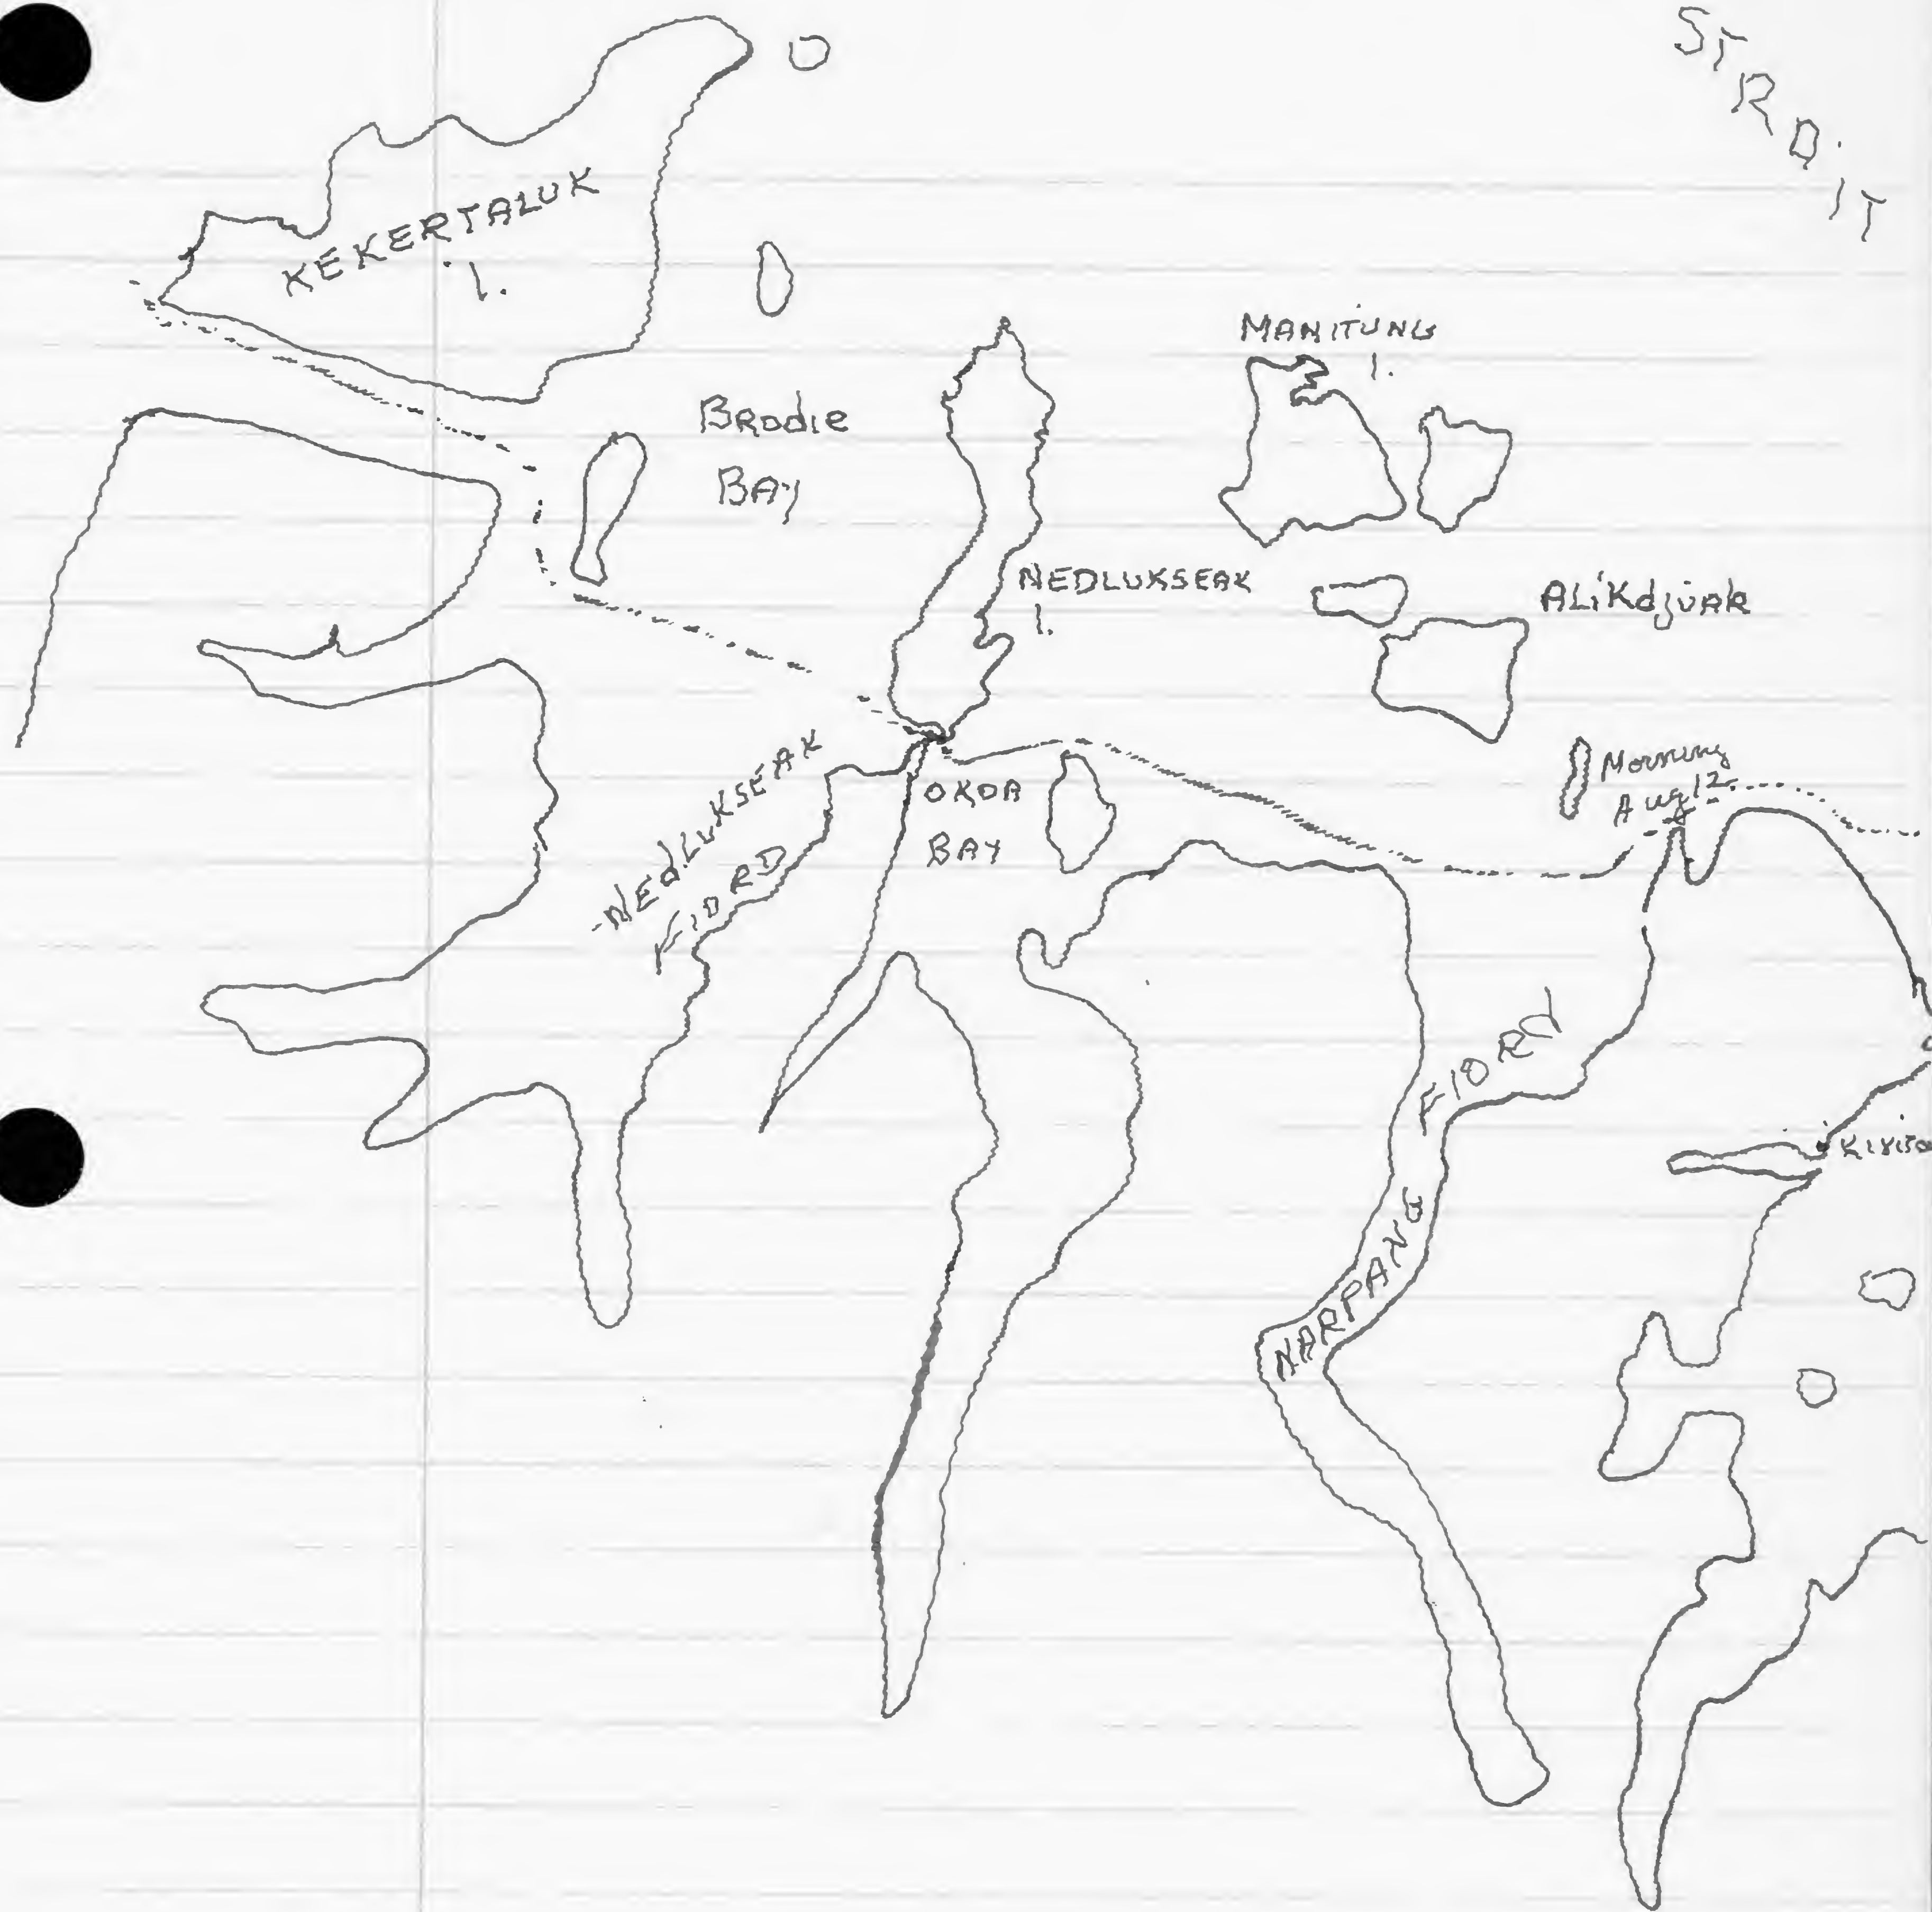 STRAIT
KEKERTALUK
I.
MANITUNG
I.
Brodie
BAY
NEDLUKSEAK
I.
ALiKdjuak
Morning
Aug 12
NEdLUKSEAK
FIORD
OKOA
BAY
FIORd
NARPANG